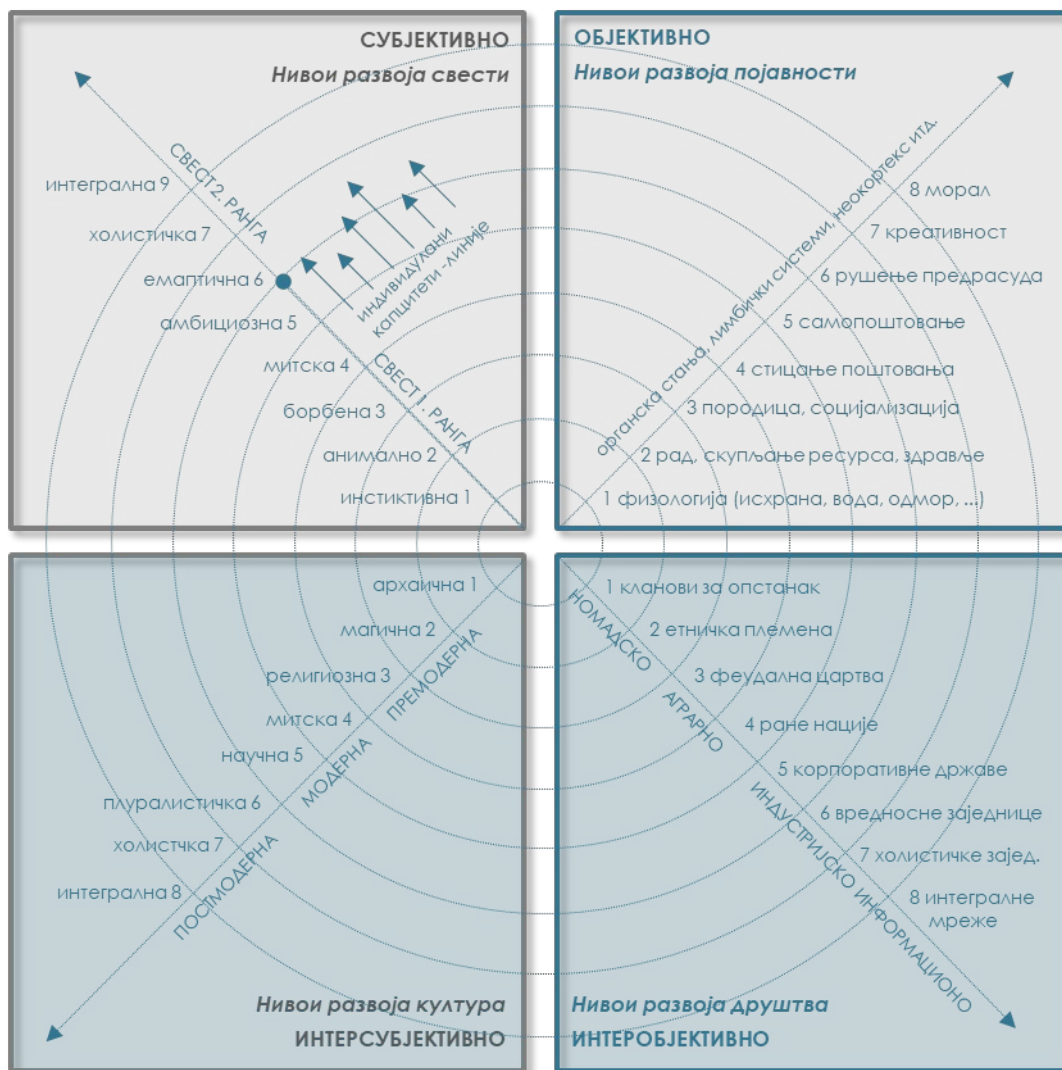 СУБЈЕКТИВНО
Нивои развоја свести
СВЕСТ 2. РАНГА
интегрална 9
холистичка 7
емаптична 6
амбициозна 5
митска 4
борбена 3
анимално 2
инстиктивна 1
СВЕСТ 1. РАНГА
индивидулани
капцитети -линије
ОБЈЕКТИВНО
Нивои развоја појавности
органска стања, лимбички системи, неокортекс итд.
8 морал
7 креативност
6 рушење предрасуда
5 самопоштовање
4 стицање поштовања
3 породица, социјализација
2 рад, скупљање ресурса, здравље
1 физологија (исхрана, вода, одмор, ...)
архаична 1
магична 2
религиозна 3
митска 4
научна 5
плуралистичка 6
холистчка 7
интегрална 8
ПРЕМОДЕРНА
МОДЕРНА
ПОСТМОДЕРНА
Нивои развоја култура
ИНТЕРСУБЈЕКТИВНО
1 кланови за опстанак
2 етничка племена
3 феудална цартва
4 ране нације
5 корпоративне државе
6 вредносне заједнице
7 холистичке зајед.
8 интегралне
мреже
НОМАДСКО
АГРАРНО
ИНДУСТРИЈСКО ИНФОРМАЦИОНО
Нивои развоја друштва
ИНТЕРОБЈЕКТИВНО